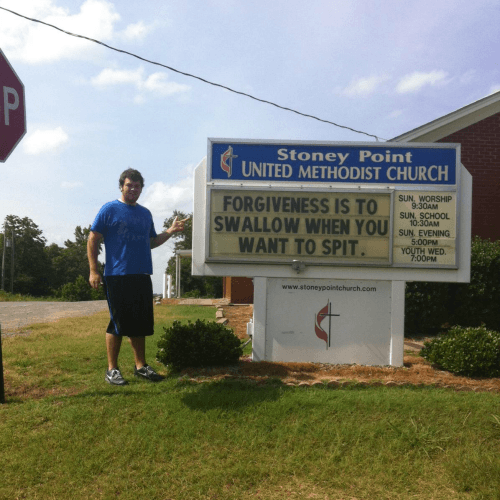 P
Stoney Point
UNITED METHODIST CHURCH
FORGIVENESS IS TO
SWALLOW WHEN YOU
WANT TO SPIT.
SUN. WORSHIP
9:30AM
SUN. SCHOOL
10:30AM
SUN. EVENING
5:00PM
YOUTH WED.
7:00PM
www.stoneypointchurch.com